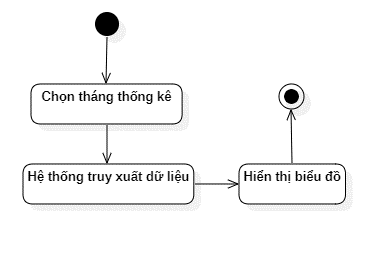 Chọn tháng thống kê
Hệ thống truy xuất dữ liệu
Hiển thị biểu đồ